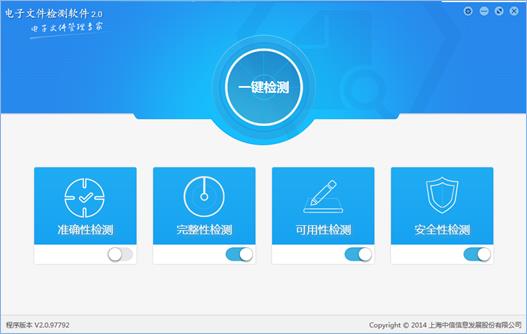 电子文件检测软件2.0
电子文件管理专家
一键检测
准确性检测
完整性检测
可用性检测
安全性检测
程序版本 V2.0.97792
Copyright © 2014 上海中信信息发展股份有限公司